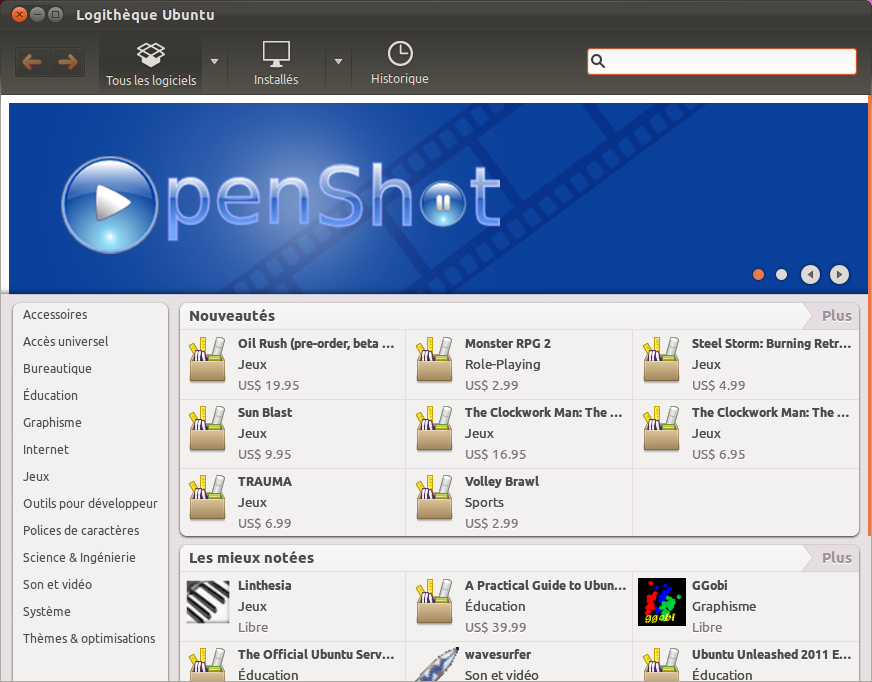 Logithèque Ubuntu
Tous les logiciels
Installés
Historique
penShot
Accessoires
Accès universel
Bureautique
Éducation
Graphisme
Internet
Jeux
Outils pour développeur
Polices de caractères
Science & Ingénierie
Son et vidéo
Système
Thèmes & optimisations
Nouveautés
Plus
Oil Rush (pre-order, beta ...
Jeux
US$ 19.95
Monster RPG 2
Role-Playing
US$ 2.99
Steel Storm: Burning Retr...
Jeux
US$ 4.99
Sun Blast
Jeux
US$ 9.95
The Clockwork Man: The ...
Jeux
US$ 16.95
The Clockwork Man: The ...
Jeux
US$ 6.95
TRAUMA
Jeux
US$ 6.99
Volley Brawl
Sports
US$ 2.99
Les mieux notées
Plus
Linthesia
Jeux
Libre
A Practical Guide to Ubun...
Éducation
US$ 39.99
ggobi
GGobi
Graphisme
Libre
The Official Ubuntu Serv...
Éducation
wavesurfer
Son et vidéo
Ubuntu Unleashed 2011 E...
Éducation